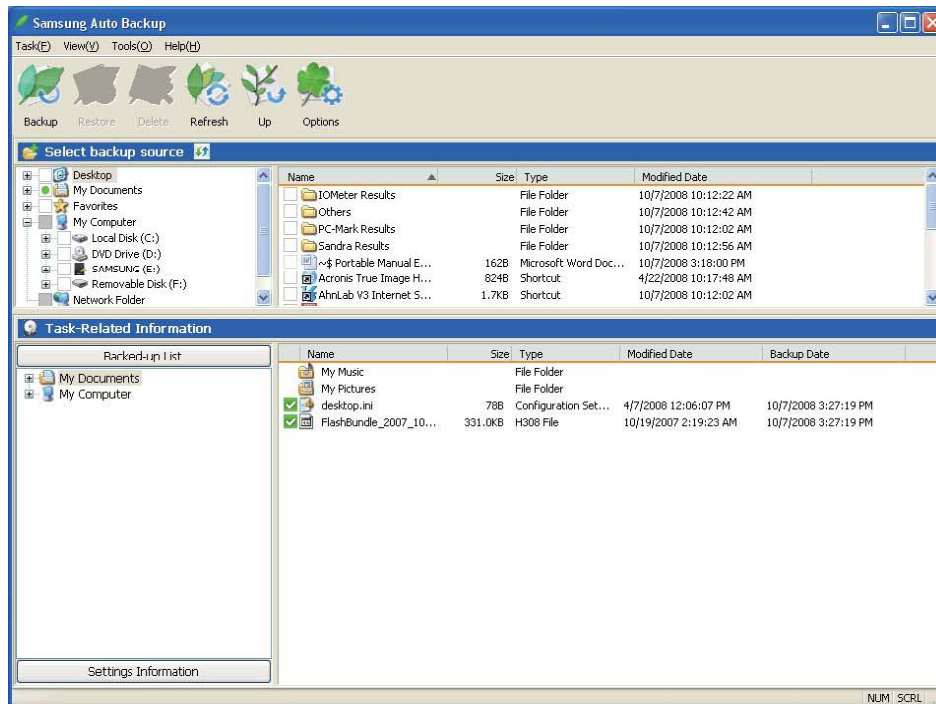 Samsung Auto Backup
Task(F) View(V) Tools(O) Help(H)
Backup Restore Delete Refresh Up Options
Select backup source
Desktop
My Documents
Favorites
My Computer
Local Disk (C:)
DVD Drive (D:)
SAMSUNG (E:)
Removable Disk (F:)
Network Folder
Name Size Type Modified Date
IOMeter Results File Folder 10/7/2008 10:12:22 AM
Others File Folder 10/7/2008 10:12:42 AM
PC-Mark Results File Folder 10/7/2008 10:12:02 AM
Sandra Results File Folder 10/7/2008 10:12:56 AM
~$ Portable Manual E... 162B Microsoft Word Doc... 10/7/2008 3:18:00 PM
Acronis True Image H... 824B Shortcut 4/22/2008 10:17:48 AM
AhnLab V3 Internet S... 1.7KB Shortcut 10/7/2008 10:12:02 AM
Task-Related Information
Backed-up List
My Documents
My Computer
Name Size Type Modified Date Backup Date
My Music File Folder
My Pictures File Folder
desktop.ini 78B Configuration Set... 4/7/2008 12:06:07 PM 10/7/2008 3:27:19 PM
FlashBundle_2007_10... 331.0KB H308 File 10/19/2007 2:19:23 AM 10/7/2008 3:27:19 PM
Settings Information
NUM SCRL